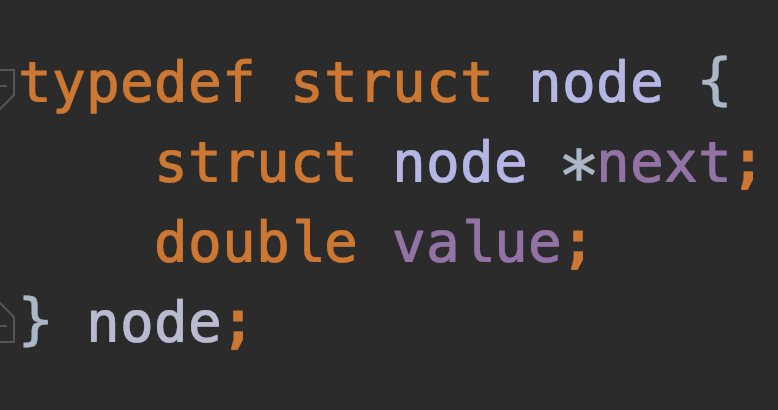 typedef struct node {
    struct node *next;
    double value;
} node;